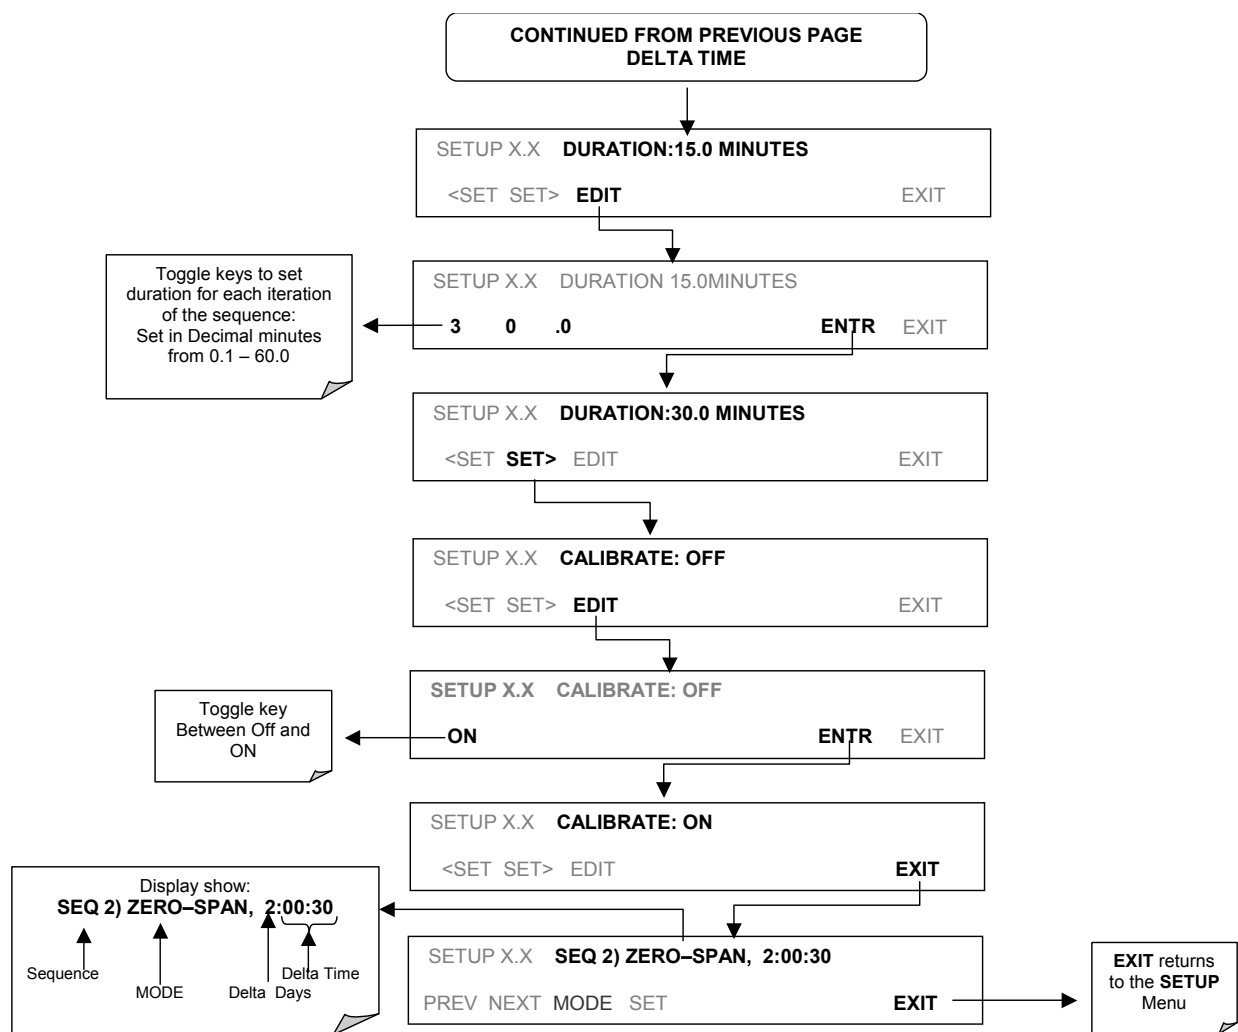 CONTINUED FROM PREVIOUS PAGE
DELTA TIME
SETUP X.X DURATION:15.0 MINUTES
<SET SET> EDIT EXIT
Toggle keys to set
duration for each iteration
of the sequence:
Set in Decimal minutes
from 0.1 – 60.0
SETUP X.X DURATION 15.0MINUTES
3 0 .0 ENTR EXIT
SETUP X.X DURATION:30.0 MINUTES
<SET SET> EDIT EXIT
SETUP X.X CALIBRATE: OFF
<SET SET> EDIT EXIT
Toggle key
Between Off and
ON
SETUP X.X CALIBRATE: OFF
ON ENTR EXIT
SETUP X.X CALIBRATE: ON
<SET SET> EDIT EXIT
Display show:
SEQ 2) ZERO–SPAN, 2:00:30
Sequence
MODE
Delta Days
Delta Time
SETUP X.X SEQ 2) ZERO–SPAN, 2:00:30
PREV NEXT MODE SET EXIT
EXIT returns
to the SETUP
Menu